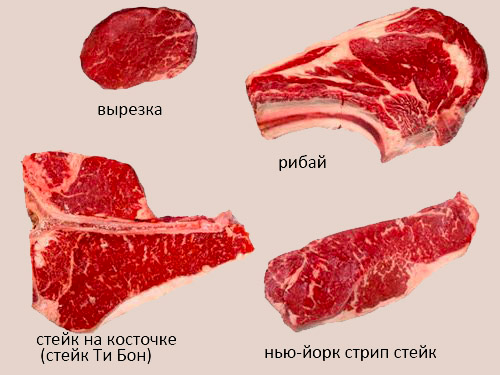 вырезка
рибай
стейк на косточке
(стейк Ти Бон)
нью-йорк стрип стейк